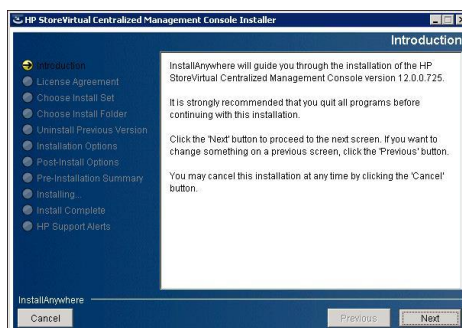 HP StoreVirtual Centralized Management Console Installer
Introduction
Introduction
License Agreement
Choose Install Set
Choose Install Folder
Uninstall Previous Version
Installation Options
Post-Install Options
Pre-Installation Summary
Installing...
Install Complete
HP Support Alerts
InstallAnywhere will guide you through the installation of the HP
StoreVirtual Centralized Management Console version 12.0.0.725.
It is strongly recommended that you quit all programs before
continuing with this installation.
Click the 'Next' button to proceed to the next screen. If you want to
change something on a previous screen, click the 'Previous' button.
You may cancel this installation at any time by clicking the 'Cancel'
button.
InstallAnywhere
Cancel
Previous
Next